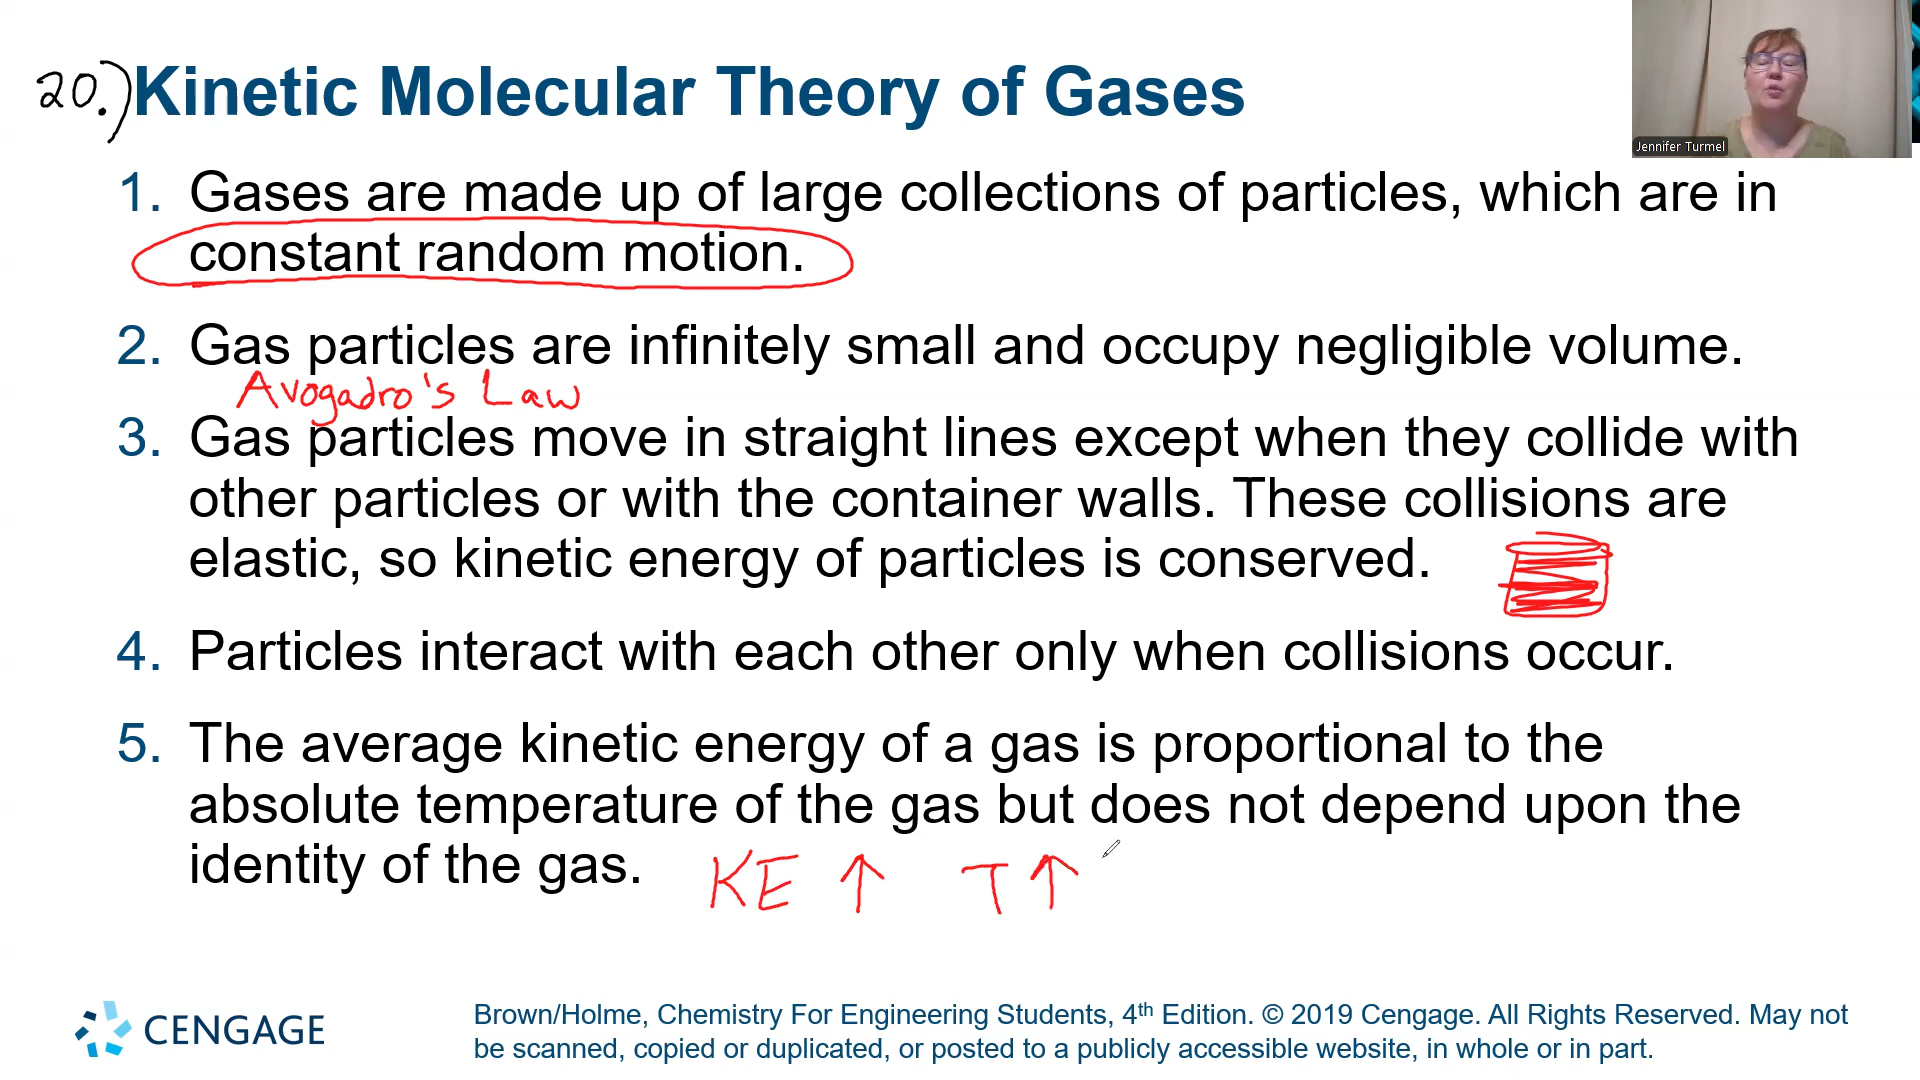 20.) Kinetic Molecular Theory of Gases
Jennifer Turmel
1. Gases are made up of large collections of particles, which are in
constant random motion.
2. Gas particles are infinitely small and occupy negligible volume.
Avogadro's Law
3. Gas particles move in straight lines except when they collide with
other particles or with the container walls. These collisions are
elastic, so kinetic energy of particles is conserved.
4. Particles interact with each other only when collisions occur.
5. The average kinetic energy of a gas is proportional to the
absolute temperature of the gas but does not depend upon the
identity of the gas. KE ↑ T ↑
CENGAGE
Brown/Holme, Chemistry For Engineering Students, 4th Edition. © 2019 Cengage. All Rights Reserved. May not
be scanned, copied or duplicated, or posted to a publicly accessible website, in whole or in part.